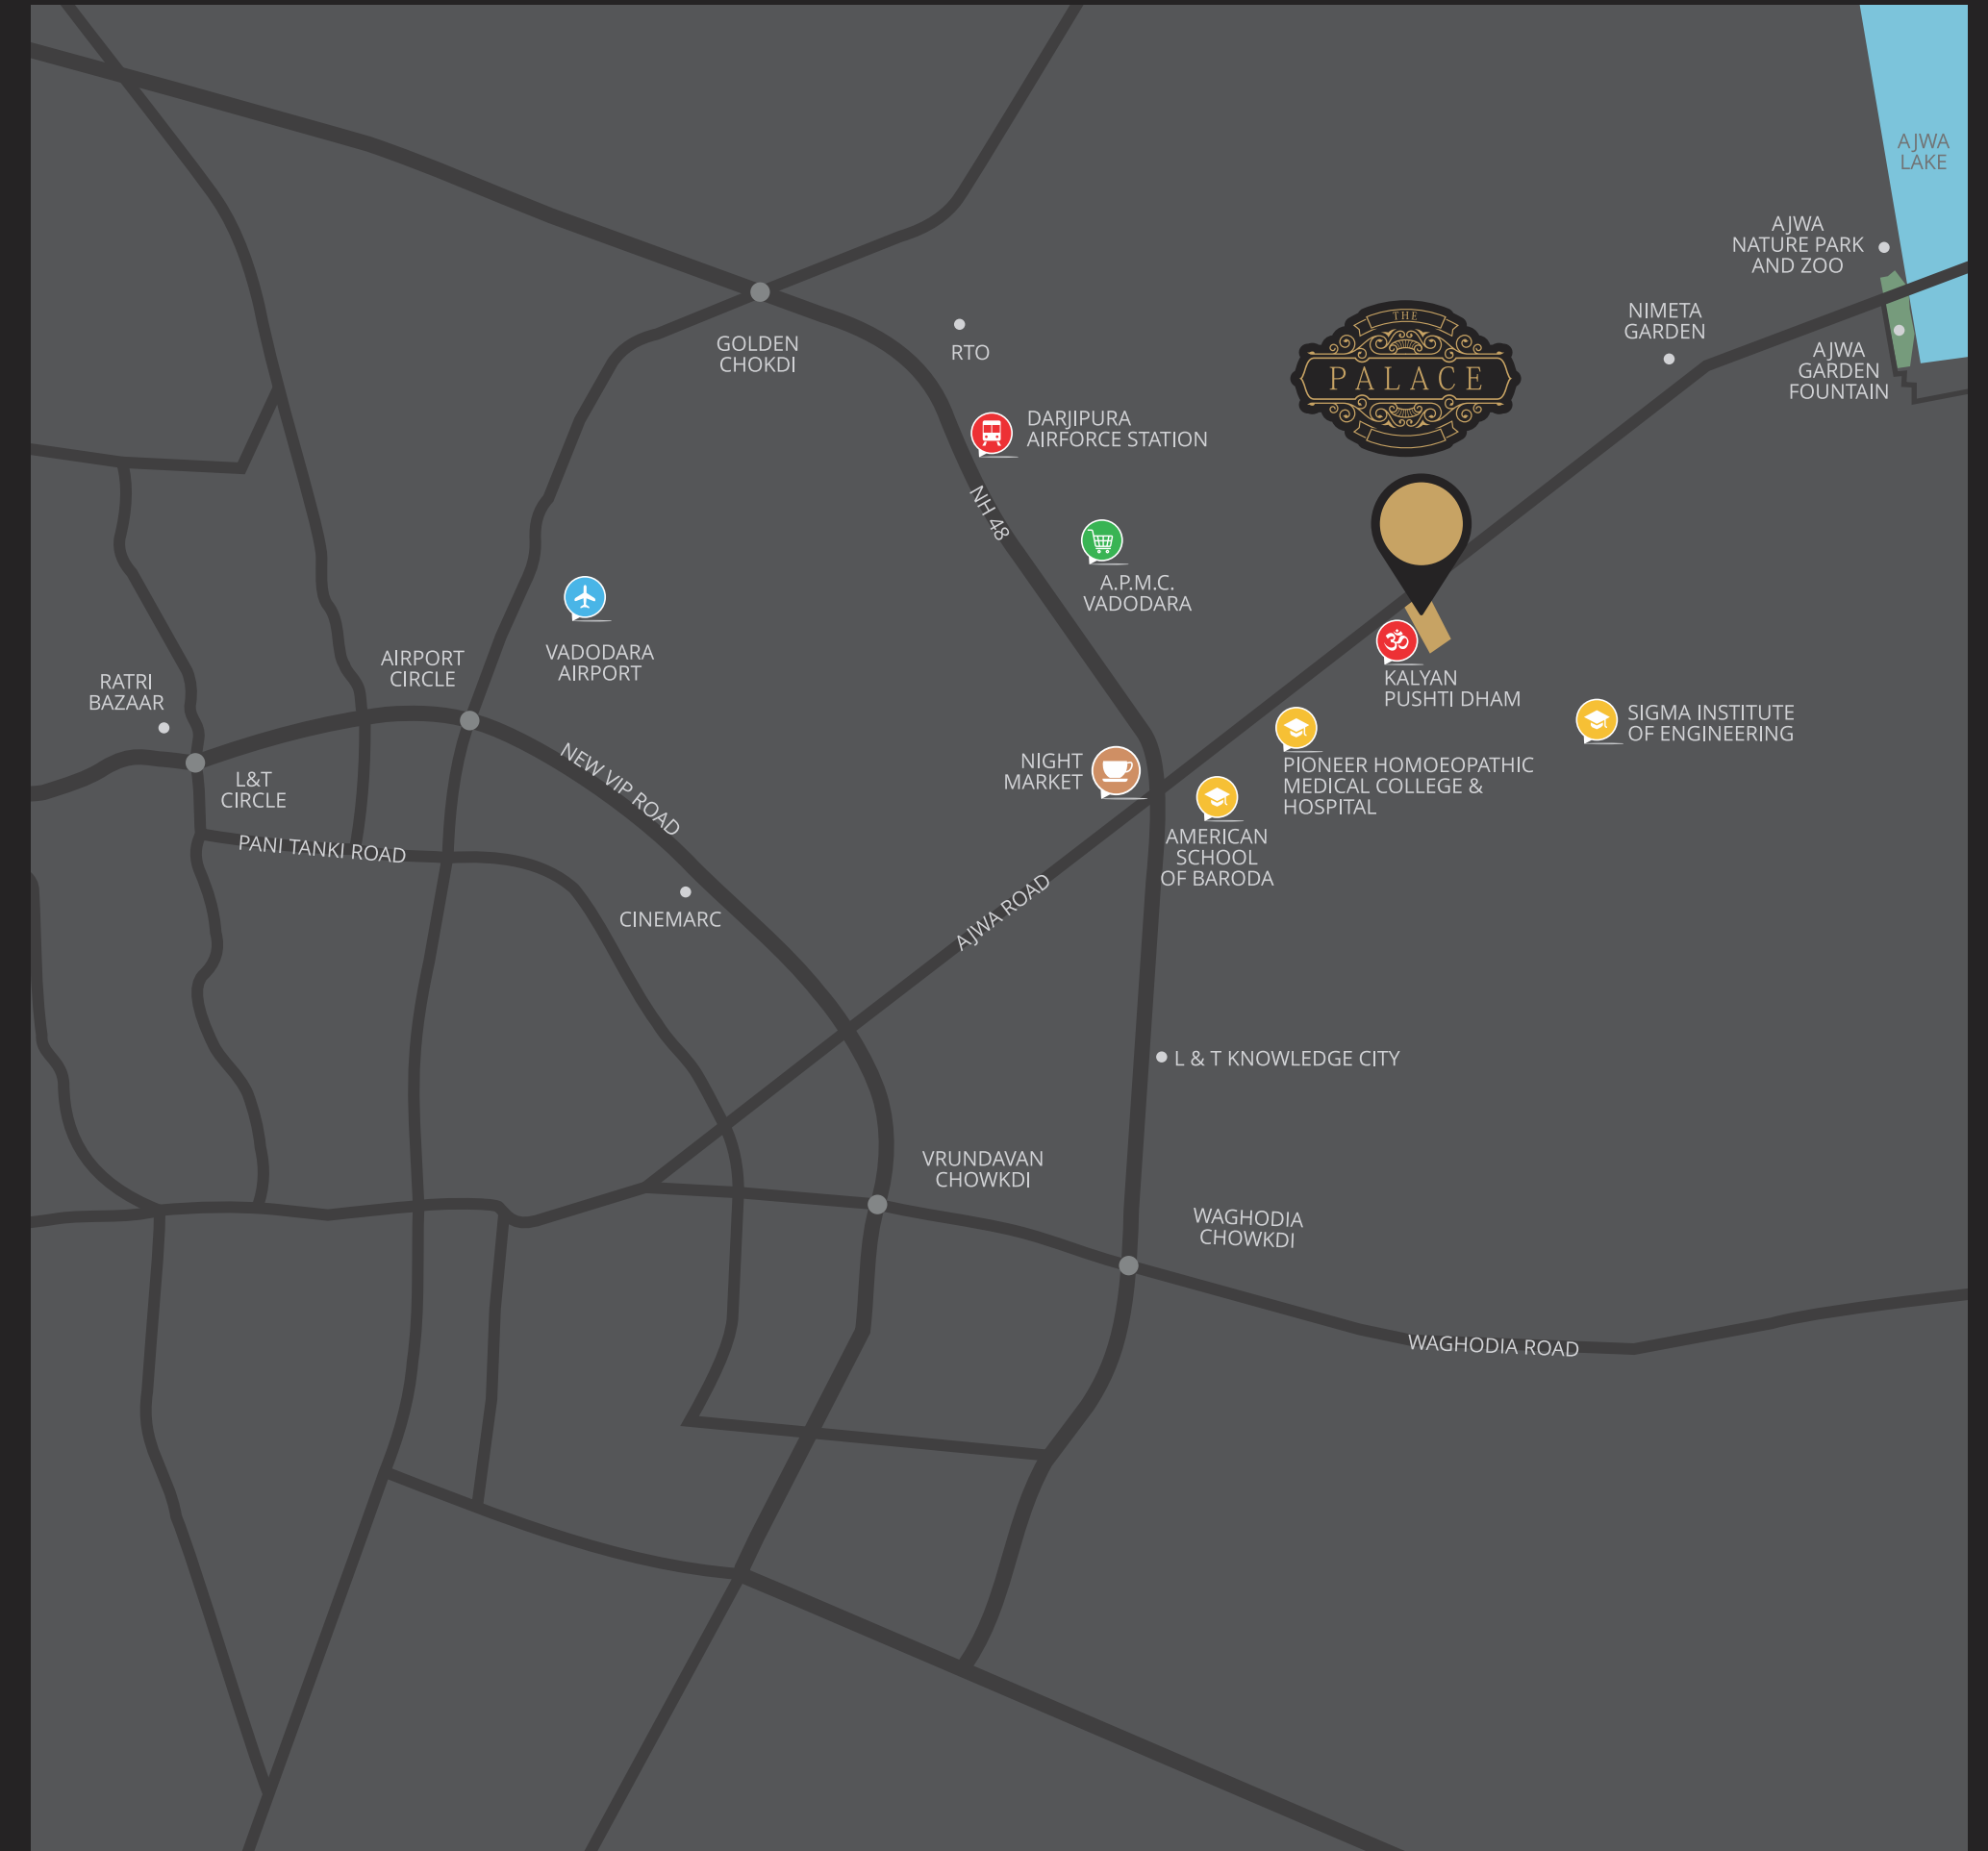 AJWA
LAKE
AJWA
NATURE PARK
AND ZOO
NIMETA
GARDEN
AJWA
GARDEN
FOUNTAIN
THE
PALACE
GOLDEN
CHOKDI
RTO
DARJIPURA
AIRFORCE STATION
NH 48
A.P.M.C.
VADODARA
VADODARA
AIRPORT
AIRPORT
CIRCLE
RATRI
BAZAAR
L&T
CIRCLE
KALYAN
PUSHTI DHAM
SIGMA INSTITUTE
OF ENGINEERING
PIONEER HOMOEOPATHIC
MEDICAL COLLEGE &
HOSPITAL
NIGHT
MARKET
AMERICAN
SCHOOL
OF BARODA
NEW VIP ROAD
PANI TANKI ROAD
CINEMARC
AJWA ROAD
L & T KNOWLEDGE CITY
VRUNDAVAN
CHOWKDI
WAGHODIA
CHOWKDI
WAGHODIA ROAD
ॐ